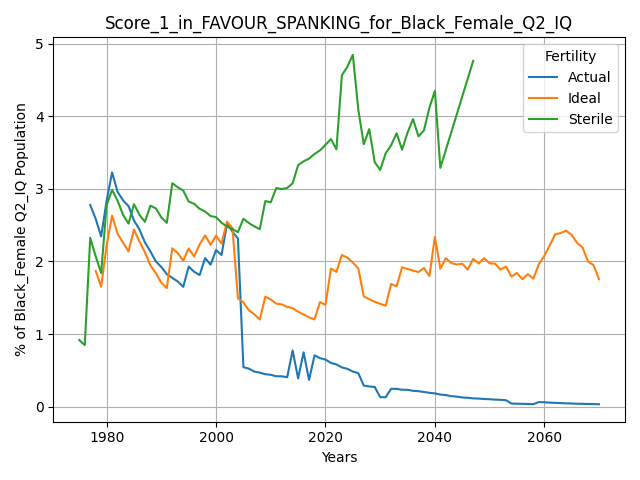 Score_1_in_FAVOUR_SPANKING_for_Black_Female_Q2_IQ
% of Black_Female Q2_IQ Population
5
4
3
2
1
0
Fertility
Actual
Ideal
Sterile
1980 2000 2020 2040 2060
Years